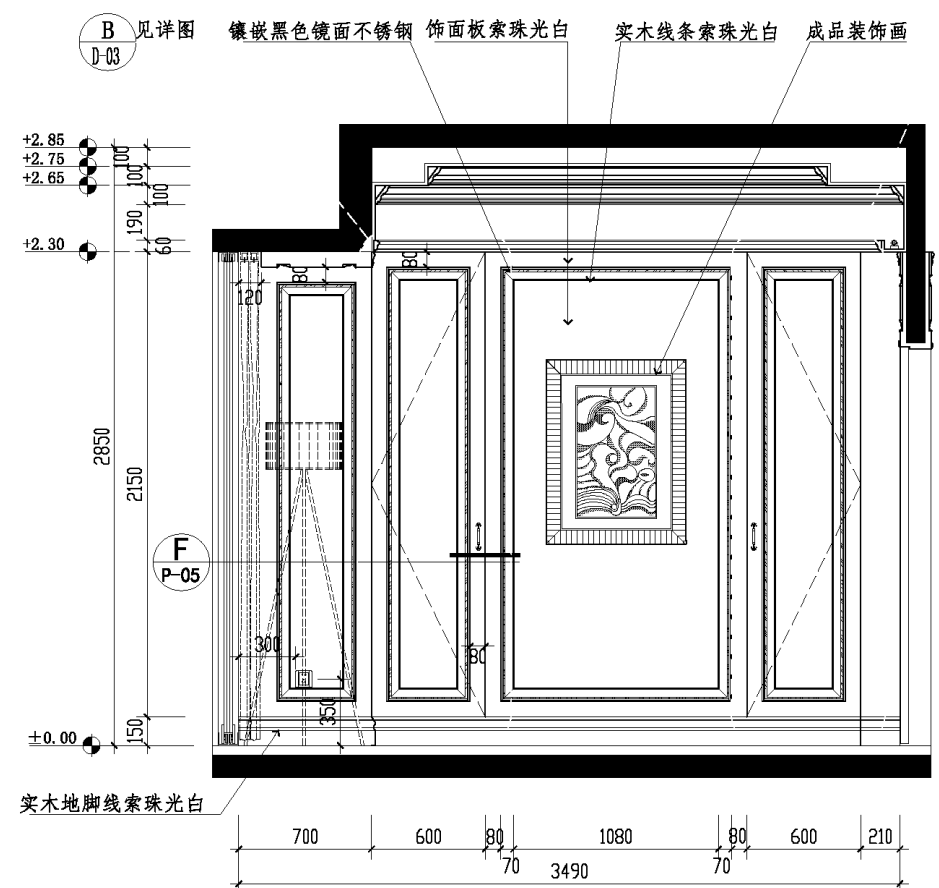 B
D-03
见详图
镶嵌黑色镜面不锈钢
饰面板索珠光白
实木线条索珠光白
成品装饰画
+2.85
+2.75
+2.65
+2.30
±0.00
100
100
100
190
60
80
80
120
2850
2150
F
P-05
300
80
350
150
实木地脚线索珠光白
700
600
80
1080
80
600
210
70
70
3490